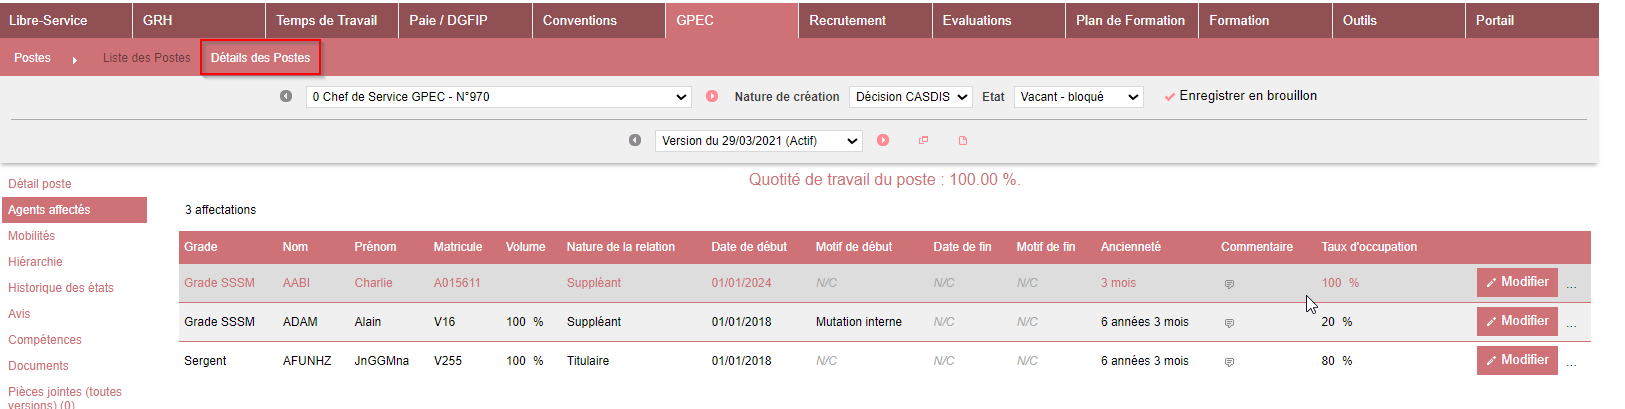 Libre-Service GRH Temps de Travail Paie / DGFIP Conventions GPEC Recrutement Evaluations Plan de Formation Formation Outils Portail
Postes Liste des Postes Détails des Postes
0 Chef de Service GPEC - N°970 Nature de création Décision CASDIS Etat Vacant - bloqué Enregistrer en brouillon
Version du 29/03/2021 (Actif)
Quotité de travail du poste : 100.00 %.
Détail poste
Agents affectés
Mobilités
Hiérarchie
Historique des états
Avis
Compétences
Documents
Pièces jointes (toutes
versions) (0)
3 affectations
Grade Nom Prénom Matricule Volume Nature de la relation Date de début Motif de début Date de fin Motif de fin Ancienneté Commentaire Taux d'occupation
Grade SSSM AABI Charlie A015611 Suppléant 01/01/2024 N/C N/C N/C 3 mois 100 % Modifier ...
Grade SSSM ADAM Alain V16 100 % Suppléant 01/01/2018 Mutation interne N/C N/C 6 années 3 mois 20 % Modifier ...
Sergent AFUNHZ JnGGMna V255 100 % Titulaire 01/01/2018 N/C N/C N/C 6 années 3 mois 80 % Modifier ...